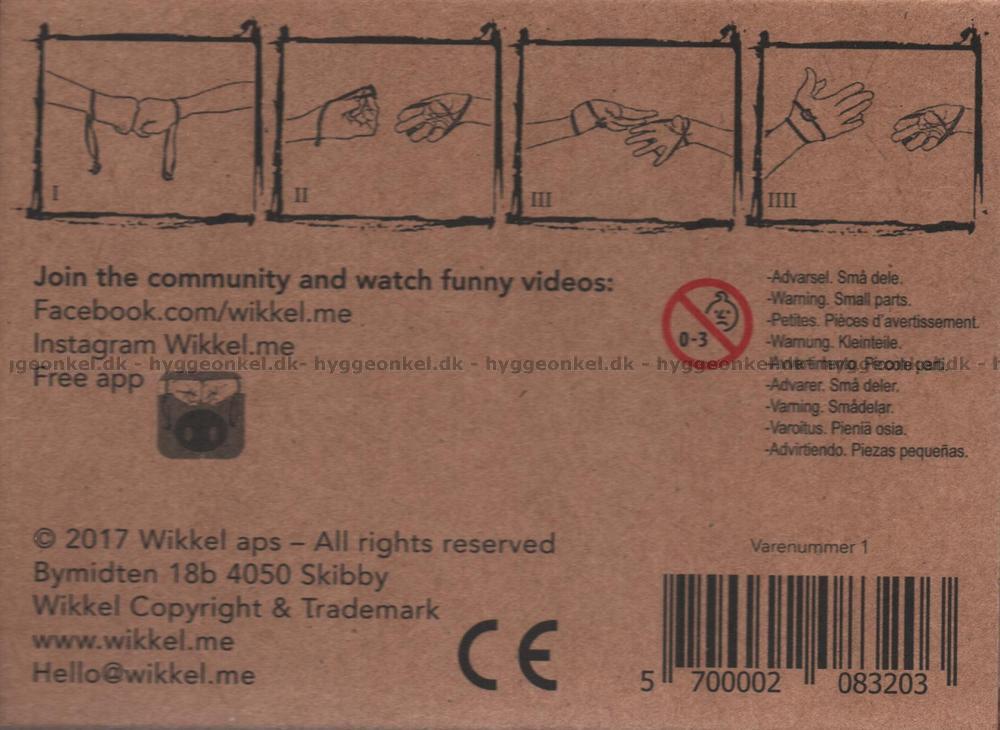 I
II
III
IIII
Join the community and watch funny videos:
Facebook.com/wikkel.me
Instagram Wikkel.me
Free app
0-3
-Advarsel. Små dele.
-Warning. Small parts.
-Petites. Pièces d'avertissement.
-Warnung. Kleinteile.
hyggeonkel.dk - hyggeonkel.dk- hyggeonkel.dk - hyggeonkel.dk - hyggeonkel.dk
Piccole parti.
-Advarer. Små deler.
-Varning. Smådelar.
-Varoitus. Pieniä osia.
-Advirtiendo. Piezas pequeñas.
© 2017 Wikkel aps – All rights reserved
Bymidten 18b 4050 Skibby
Wikkel Copyright & Trademark
www.wikkel.me
Hello@wikkel.me
CE
Varenummer 1
5 700002 083203